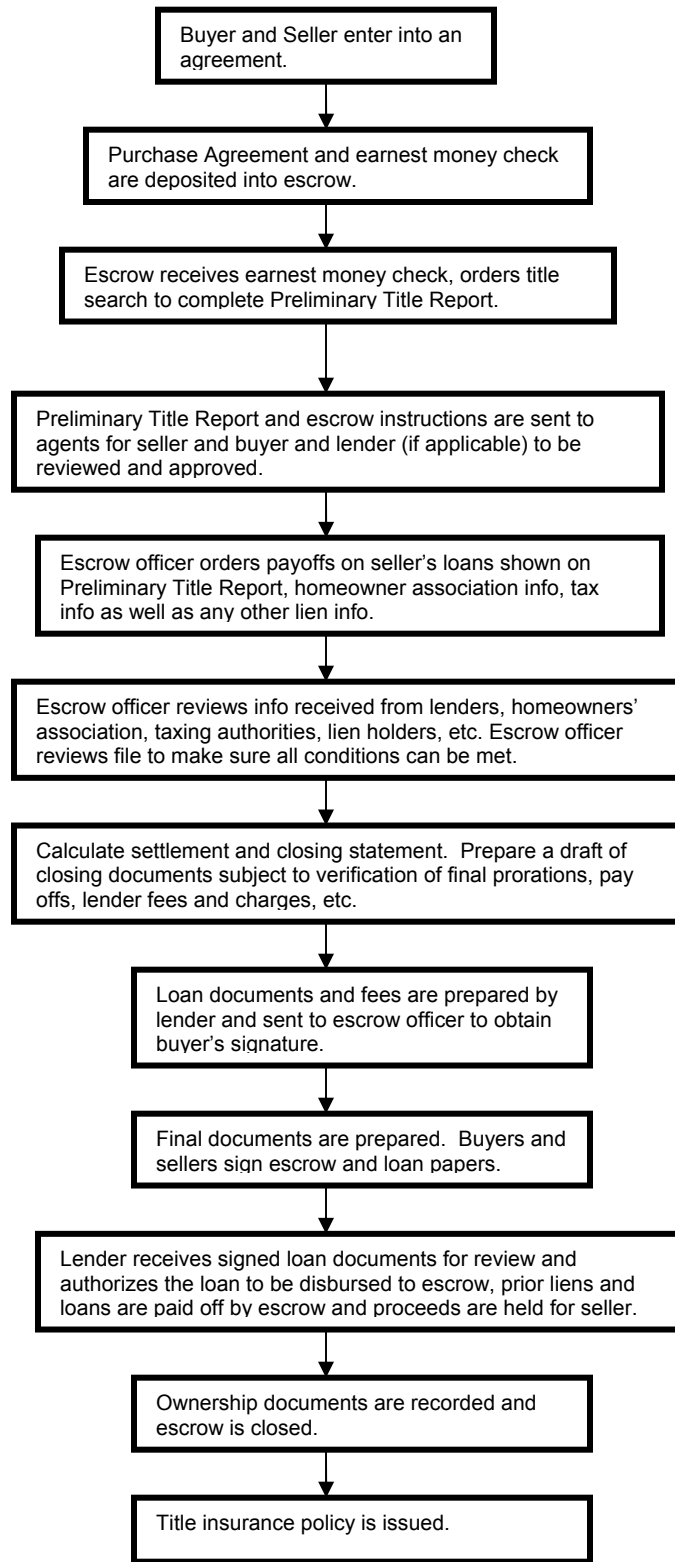 Buyer and Seller enter into an
agreement.
Purchase Agreement and earnest money check
are deposited into escrow.
Escrow receives earnest money check, orders title
search to complete Preliminary Title Report.
Preliminary Title Report and escrow instructions are sent to
agents for seller and buyer and lender (if applicable) to be
reviewed and approved.
Escrow officer orders payoffs on seller’s loans shown on
Preliminary Title Report, homeowner association info, tax
info as well as any other lien info.
Escrow officer reviews info received from lenders, homeowners’
association, taxing authorities, lien holders, etc. Escrow officer
reviews file to make sure all conditions can be met.
Calculate settlement and closing statement. Prepare a draft of
closing documents subject to verification of final prorations, pay
offs, lender fees and charges, etc.
Loan documents and fees are prepared by
lender and sent to escrow officer to obtain
buyer’s signature.
Final documents are prepared. Buyers and
sellers sign escrow and loan papers.
Lender receives signed loan documents for review and
authorizes the loan to be disbursed to escrow, prior liens and
loans are paid off by escrow and proceeds are held for seller.
Ownership documents are recorded and
escrow is closed.
Title insurance policy is issued.